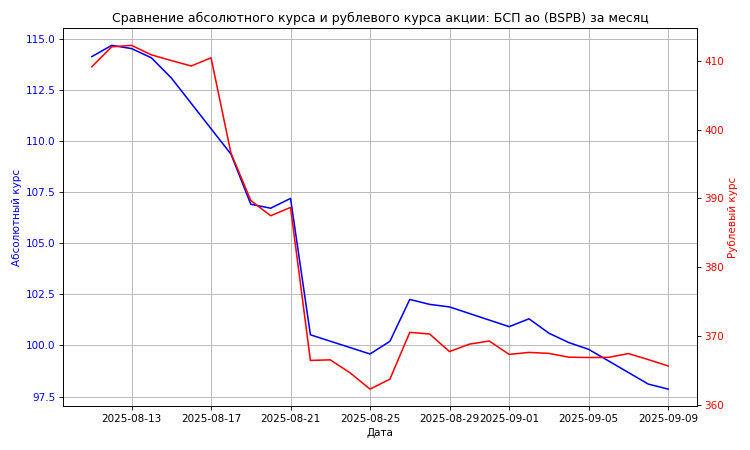 Сравнение абсолютного курса и рублевого курса акции: БСП ао (BSPB) за месяц
115.0
112.5
110.0
107.5
105.0
102.5
100.0
97.5
Абсолютный курс
410
400
390
380
370
360
Рублевый курс
2025-08-13 2025-08-17 2025-08-21 2025-08-25 2025-08-29 2025-09-01 2025-09-05 2025-09-09
Дата